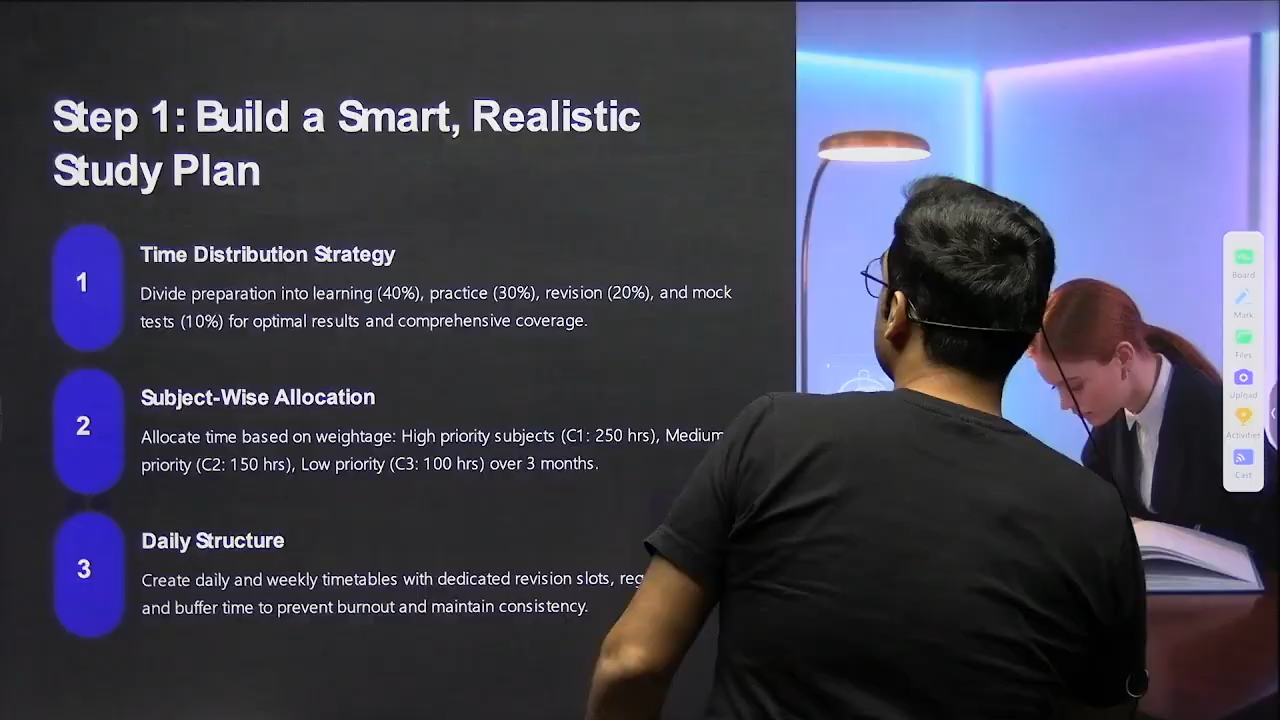 Step 1: Build a Smart, Realistic
Study Plan
1
Time Distribution Strategy
Divide preparation into learning (40%), practice (30%), revision (20%), and mock
tests (10%) for optimal results and comprehensive coverage.
2
Subject-Wise Allocation
Allocate time based on weightage: High priority subjects (C1: 250 hrs), Medium
priority (C2: 150 hrs), Low priority (C3: 100 hrs) over 3 months.
3
Daily Structure
Create daily and weekly timetables with dedicated revision slots,
and buffer time to prevent burnout and maintain consistency.
Board
Mark
Files
Upload
Activities
Cast